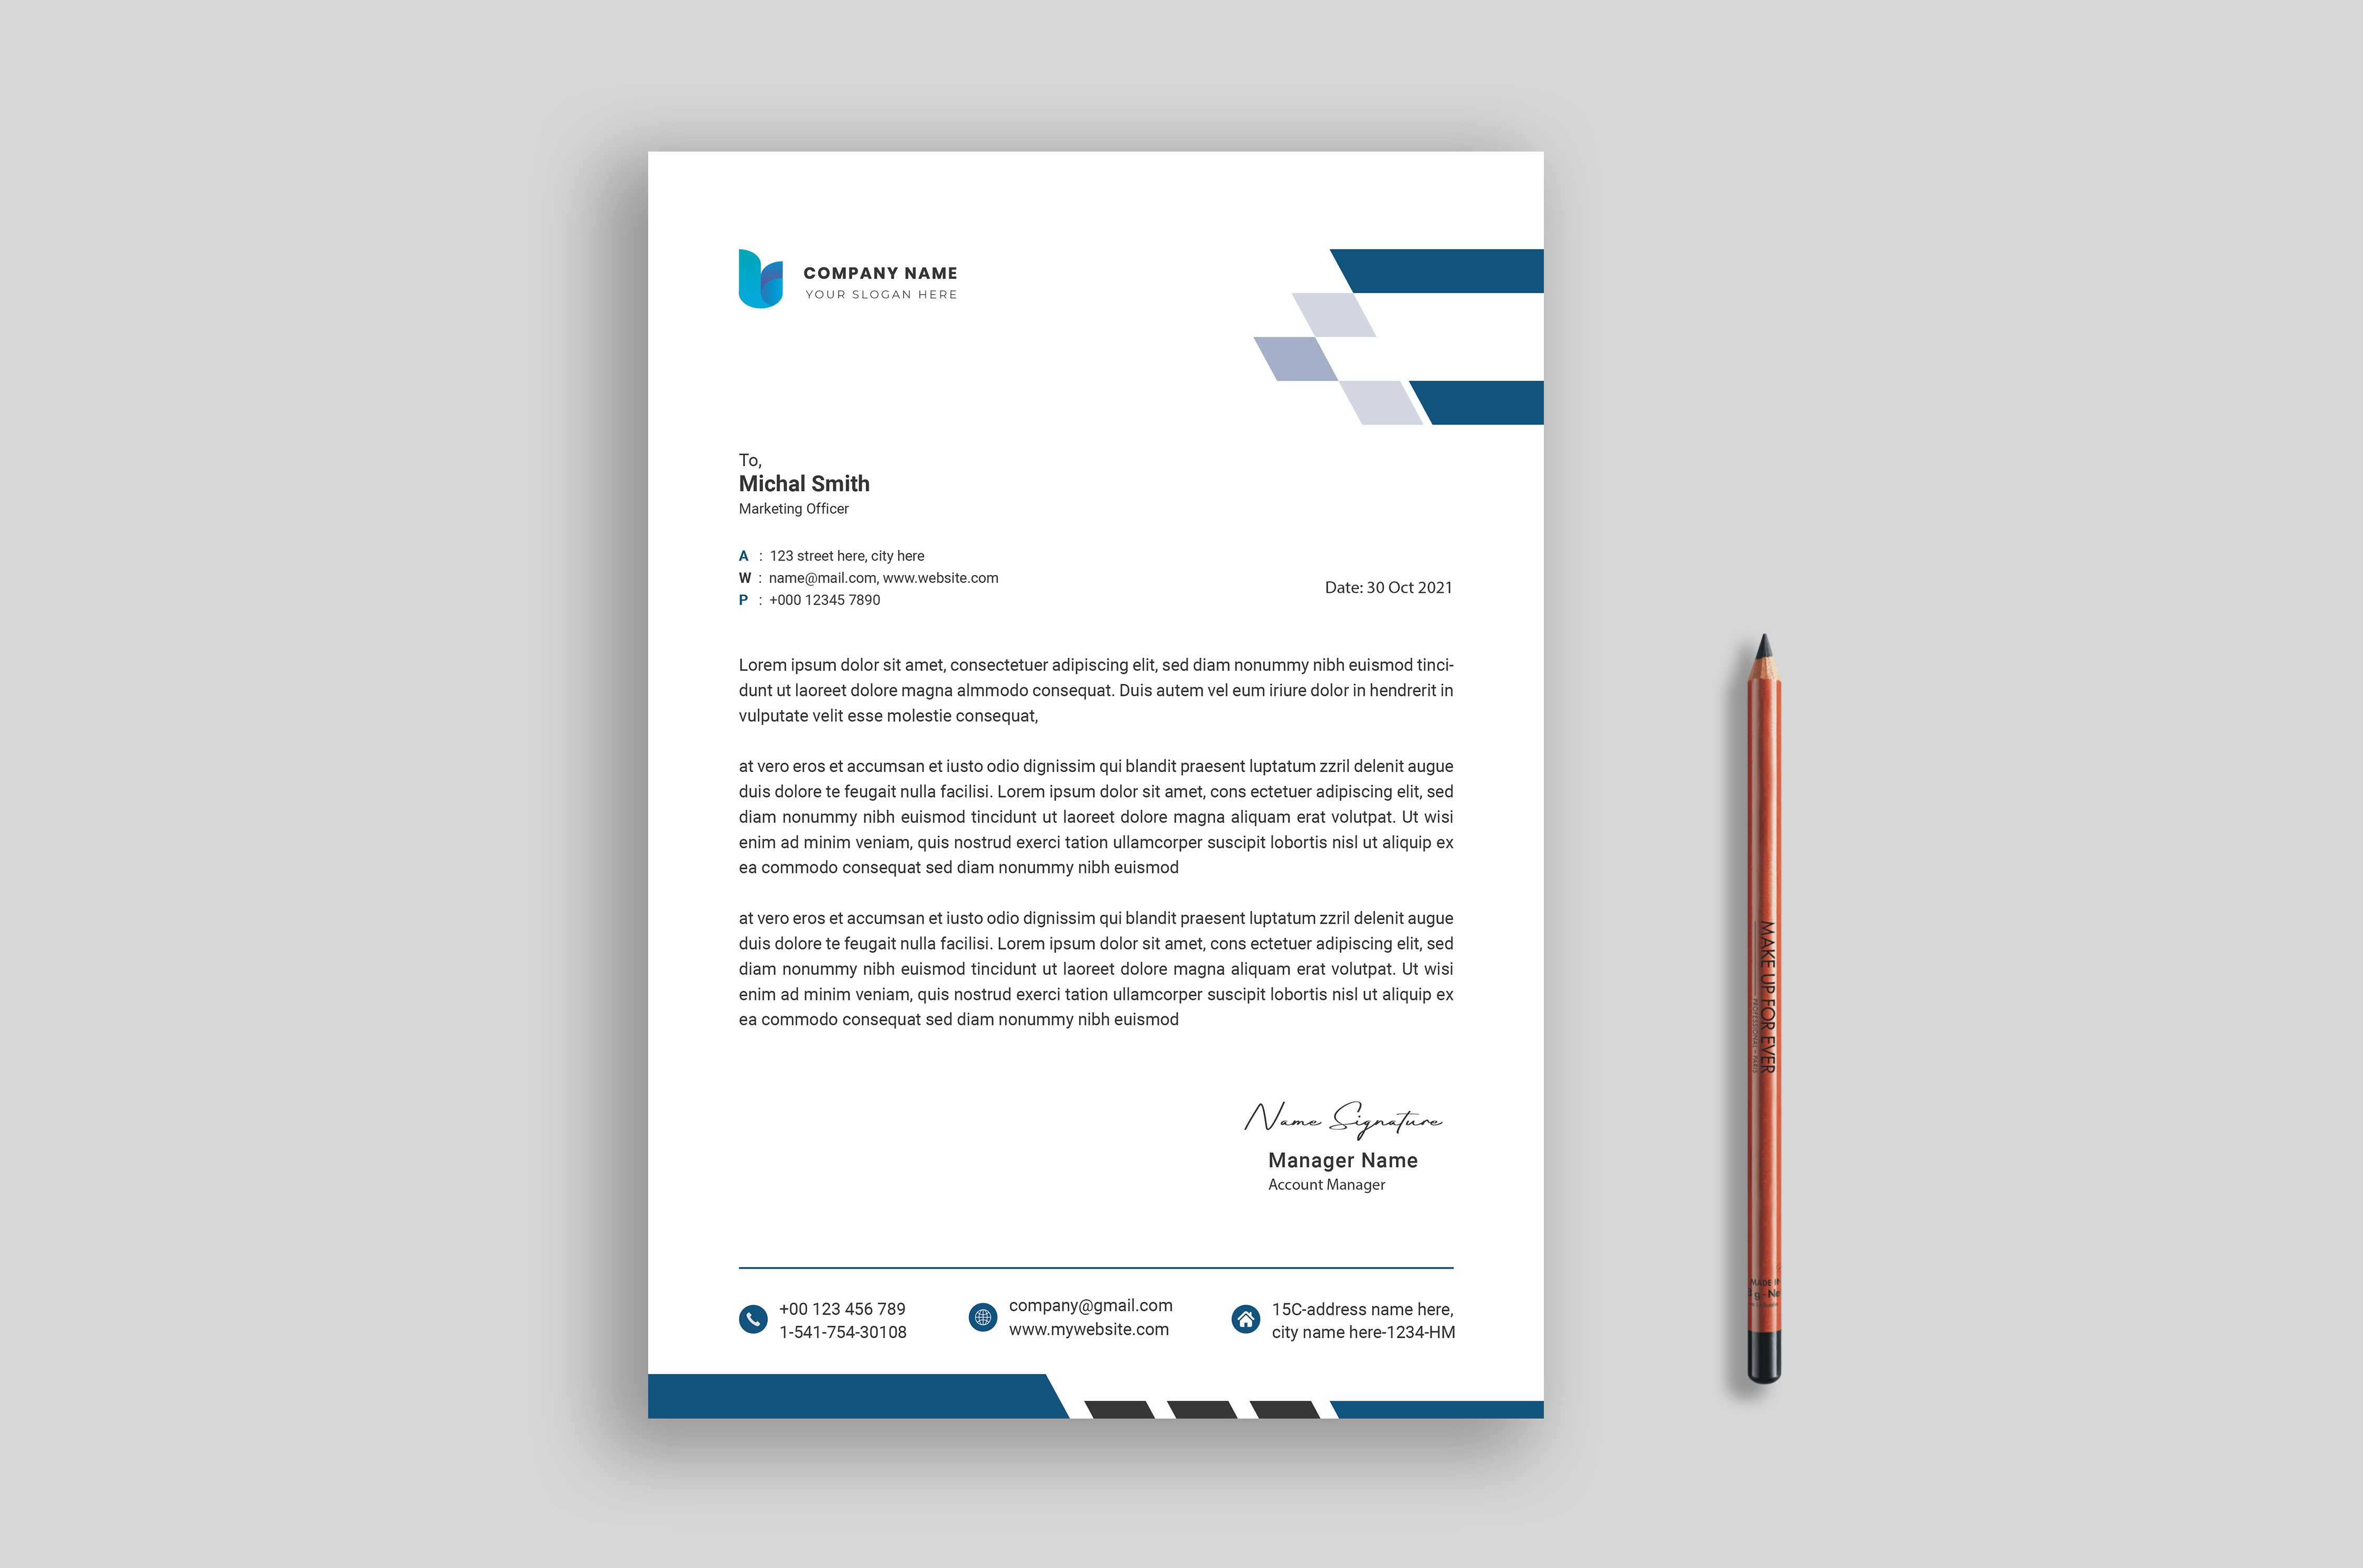 COMPANY NAME
YOUR SLOGAN HERE
To,
Michal Smith
Marketing Officer
A : 123 street here, city here
W : name@mail.com, www.website.com
P : +000 12345 7890
Date: 30 Oct 2021
Lorem ipsum dolor sit amet, consectetuer adipiscing elit, sed diam nonummy nibh euismod tinci-
dunt ut laoreet dolore magna almmodo consequat. Duis autem vel eum iriure dolor in hendrerit in
vulputate velit esse molestie consequat,
at vero eros et accumsan et iusto odio dignissim qui blandit praesent luptatum zzril delenit augue
duis dolore te feugait nulla facilisi. Lorem ipsum dolor sit amet, cons ectetuer adipiscing elit, sed
diam nonummy nibh euismod tincidunt ut laoreet dolore magna aliquam erat volutpat. Ut wisi
enim ad minim veniam, quis nostrud exerci tation ullamcorper suscipit lobortis nisl ut aliquip ex
ea commodo consequat sed diam nonummy nibh euismod
at vero eros et accumsan et iusto odio dignissim qui blandit praesent luptatum zzril delenit augue
duis dolore te feugait nulla facilisi. Lorem ipsum dolor sit amet, cons ectetuer adipiscing elit, sed
diam nonummy nibh euismod tincidunt ut laoreet dolore magna aliquam erat volutpat. Ut wisi
enim ad minim veniam, quis nostrud exerci tation ullamcorper suscipit lobortis nisl ut aliquip ex
ea commodo consequat sed diam nonummy nibh euismod
Name Signature
Manager Name
Account Manager
+00 123 456 789
1-541-754-30108
company@gmail.com
www.mywebsite.com
15C-address name here,
city name here-1234-HM
MAKE UP FOR EVER
PROFESSIONAL - PARIS
MADE IN